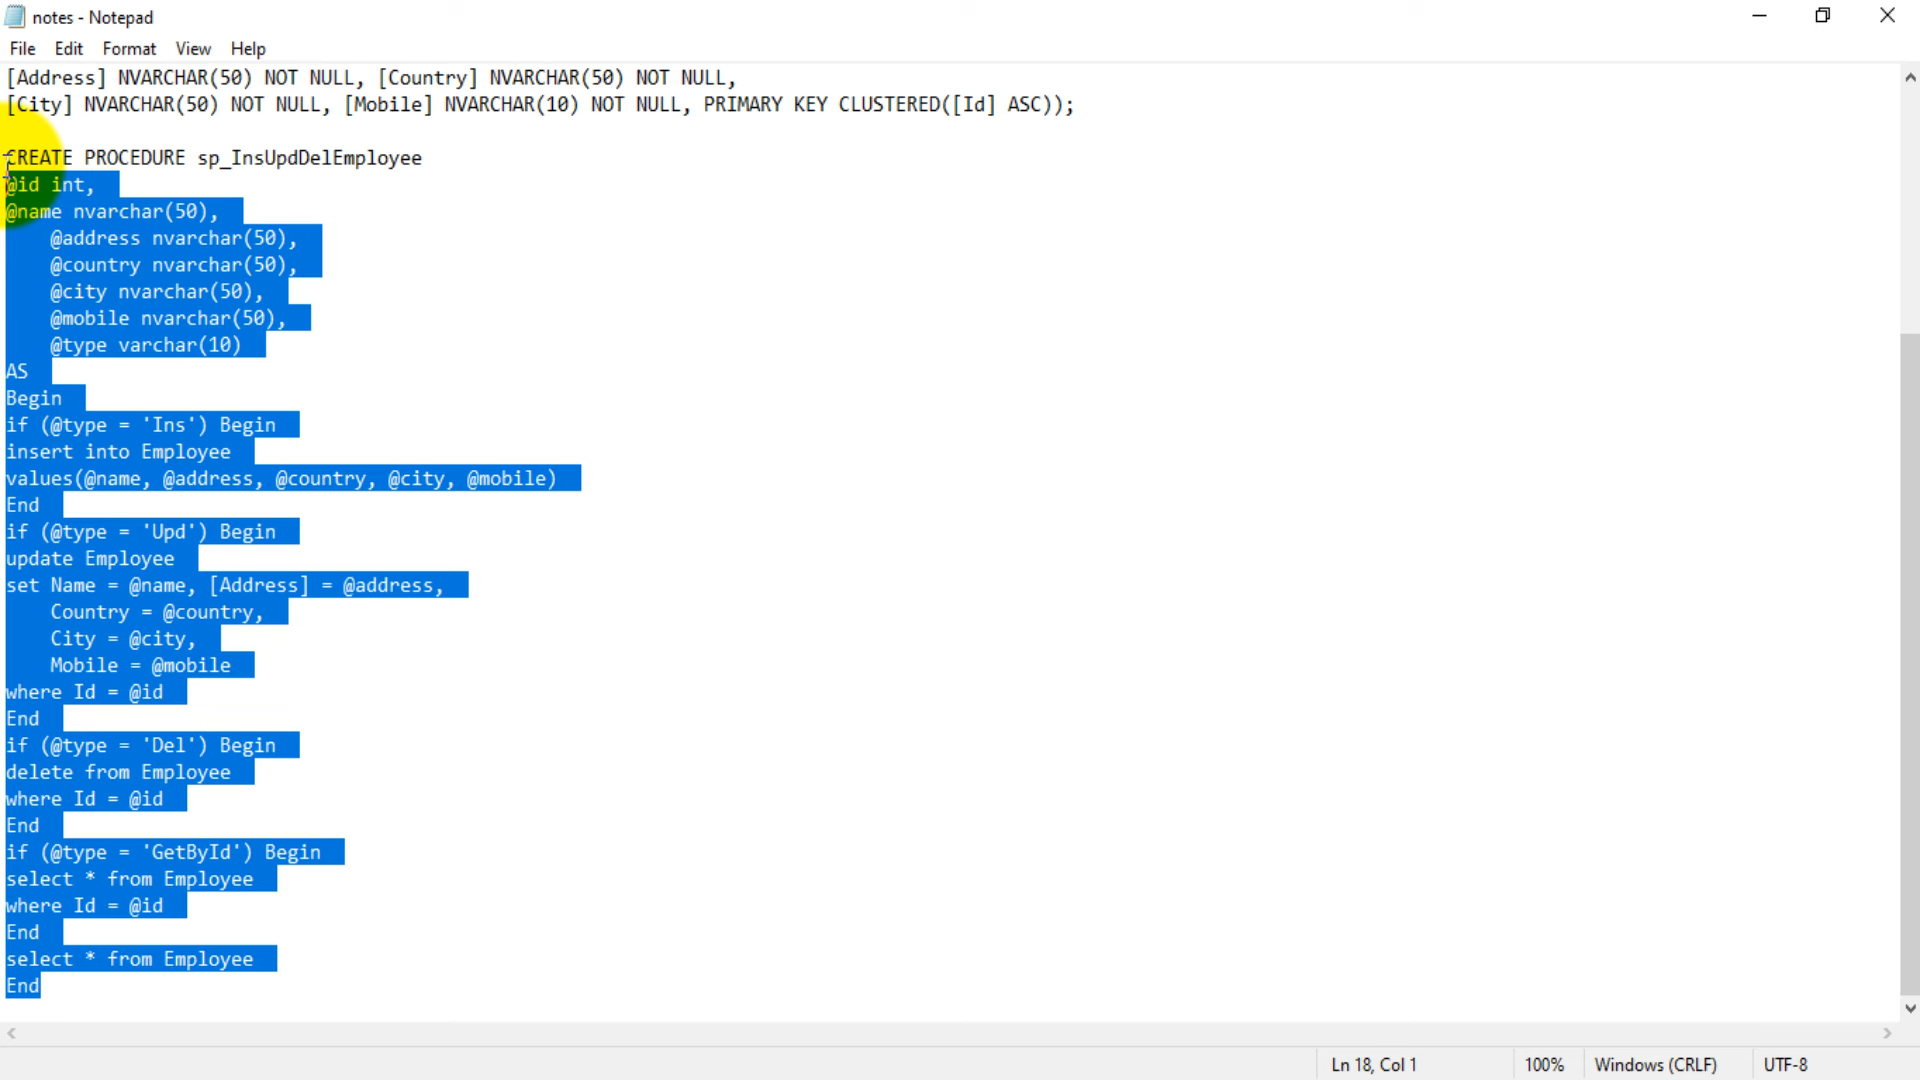 notes - Notepad
File Edit Format View Help
[Address] NVARCHAR(50) NOT NULL, [Country] NVARCHAR(50) NOT NULL,
[City] NVARCHAR(50) NOT NULL, [Mobile] NVARCHAR(10) NOT NULL, PRIMARY KEY CLUSTERED([Id] ASC));
CREATE PROCEDURE sp_InsUpdDelEmployee
@id int,
@name nvarchar(50),
@address nvarchar(50),
@country nvarchar(50),
@city nvarchar(50),
@mobile nvarchar(50),
@type varchar(10)
AS
Begin
if (@type = 'Ins') Begin
insert into Employee
values(@name, @address, @country, @city, @mobile)
End
if (@type = 'Upd') Begin
update Employee
set Name = @name, [Address] = @address,
Country = @country,
City = @city,
Mobile = @mobile
where Id = @id
End
if (@type = 'Del') Begin
delete from Employee
where Id = @id
End
if (@type = 'GetById') Begin
select * from Employee
where Id = @id
End
select * from Employee
End
Ln 18, Col 1 100% Windows (CRLF) UTF-8